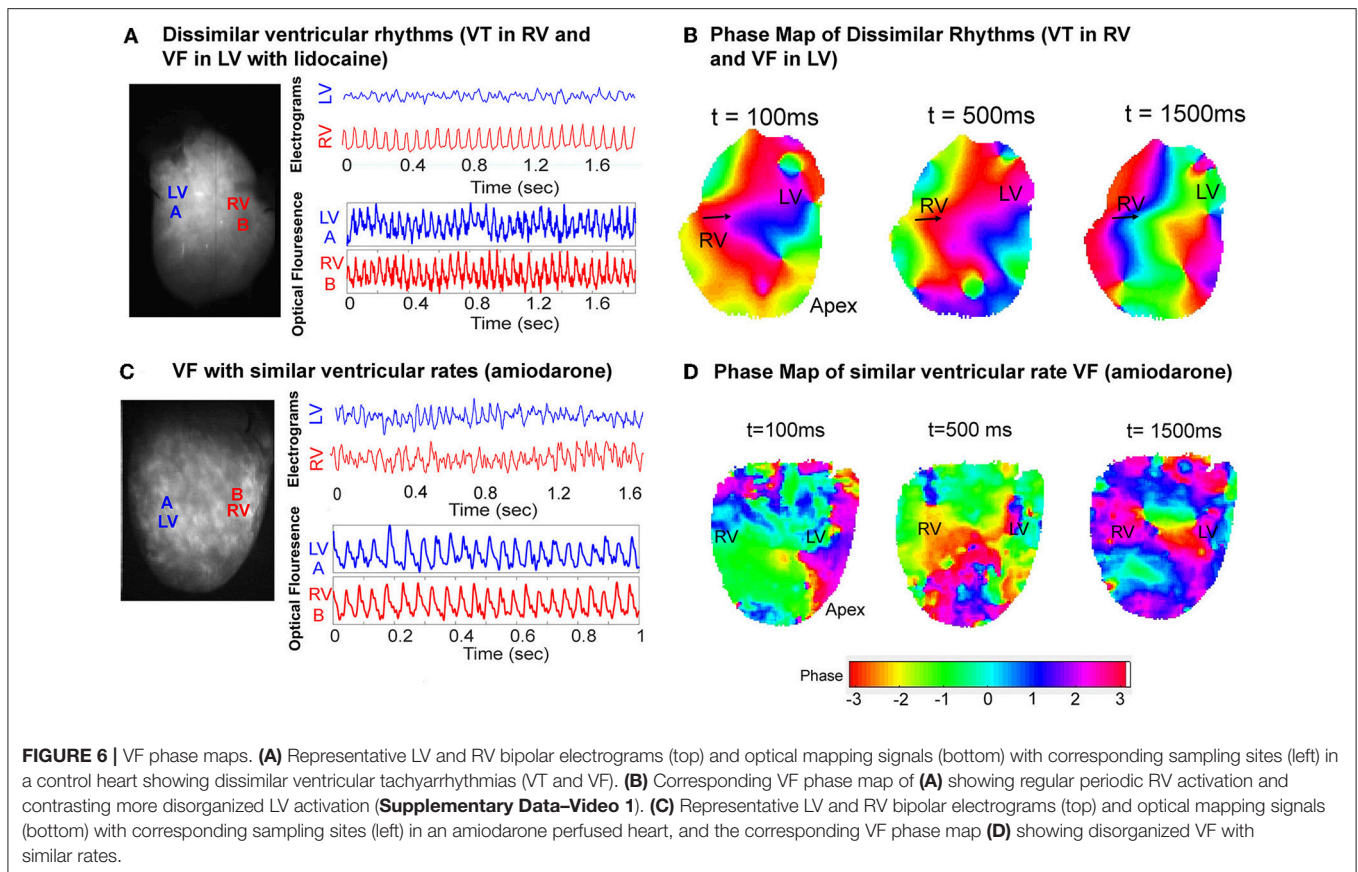 A Dissimilar ventricular rhythms (VT in RV and
VF in LV with lidocaine)
LV
A
RV
B
Electrograms
LV
RV
0 0.4 0.8 1.2 1.6
Time (sec)
Optical Flourescence
LV
A
RV
B
0 0.4 0.8 1.2 1.6
Time (sec)
B Phase Map of Dissimilar Rhythms (VT in RV
and VF in LV)
t = 100ms
t = 500ms
t = 1500ms
LV
RV
Apex
RV
LV
RV
LV
C VF with similar ventricular rates (amiodarone)
A
LV
B
RV
Electrograms
LV
RV
0 0.4 0.8 1.2 1.6
Time (sec)
Optical Flourescence
LV
A
RV
B
0 0.2 0.4 0.6 0.8 1
Time (sec)
D Phase Map of similar ventricular rate VF (amiodarone)
t=100ms
t=500 ms
t= 1500ms
RV
LV
Apex
RV
LV
RV
LV
Phase
-3 -2 -1 0 1 2 3
FIGURE 6 | VF phase maps. (A) Representative LV and RV bipolar electrograms (top) and optical mapping signals (bottom) with corresponding sampling sites (left) in
a control heart showing dissimilar ventricular tachyarrhythmias (VT and VF). (B) Corresponding VF phase map of (A) showing regular periodic RV activation and
contrasting more disorganized LV activation (Supplementary Data–Video 1). (C) Representative LV and RV bipolar electrograms (top) and optical mapping signals
(bottom) with corresponding sampling sites (left) in an amiodarone perfused heart, and the corresponding VF phase map (D) showing disorganized VF with
similar rates.